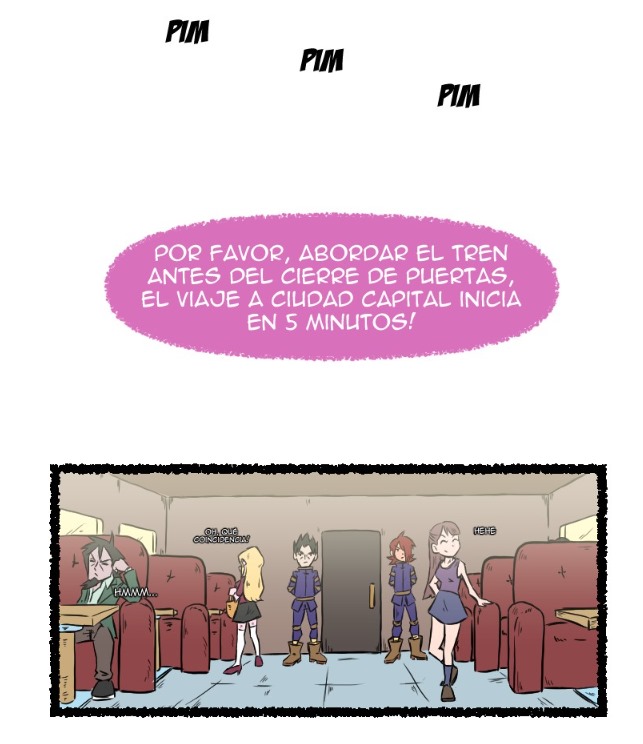 PIM
PIM
PIM
POR FAVOR, ABORDAR EL TREN
ANTES DEL CIERRE DE PUERTAS,
EL VIAJE A CIUDAD CAPITAL INICIA
EN 5 MINUTOS!
OH, QUÉ
COINCIDENCIA!
HEHE
HMMM...